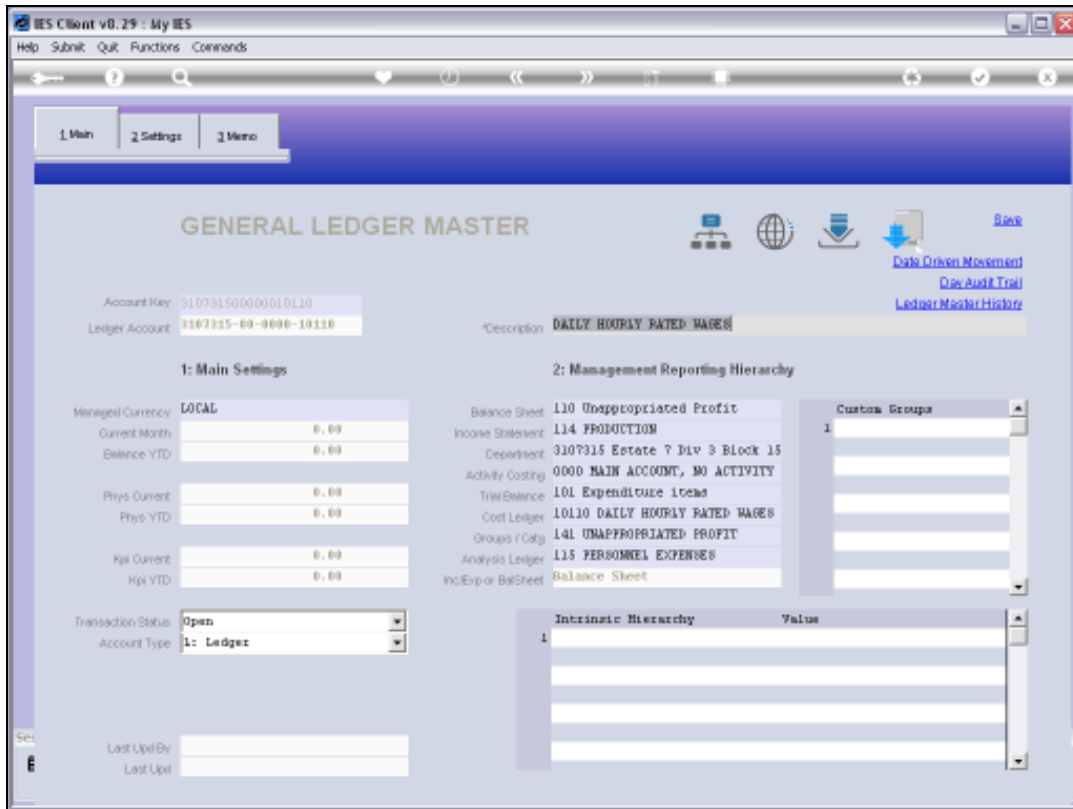 IES Client v8.29 : My IES
Help Submit Quit Functions Commands
1 Main 2 Settings 3 Memo
GENERAL LEDGER MASTER
Save
Date Driven Movement
Day Audit Trail
Ledger Master History
Account Key 310731500000010110
Ledger Account 3107315-00-0000-10110 *Description DAILY HOURLY RATED WAGES
1: Main Settings 2: Management Reporting Hierarchy
Managed Currency LOCAL
Current Month 0.00
Balance YTD 0.00
Phys Current 0.00
Phys YTD 0.00
Kpi Current 0.00
Kpi YTD 0.00
Balance Sheet 110 Unappropriated Profit
Income Statement 114 PRODUCTION
Department 3107315 Estate 7 Div 3 Block 15
Activity Costing 0000 MAIN ACCOUNT, NO ACTIVITY
Trial Balance 101 Expenditure items
Cost Ledger 10110 DAILY HOURLY RATED WAGES
Groups / Catg 141 UNAPPROPRIATED PROFIT
Analysis Ledger 115 PERSONNEL EXPENSES
Inc/Exp or BalSheet Balance Sheet
Custom Groups
1
Transaction Status Open
Account Type 1: Ledger
Intrinsic Hierarchy Value
1
Last Upd By
Last Upd